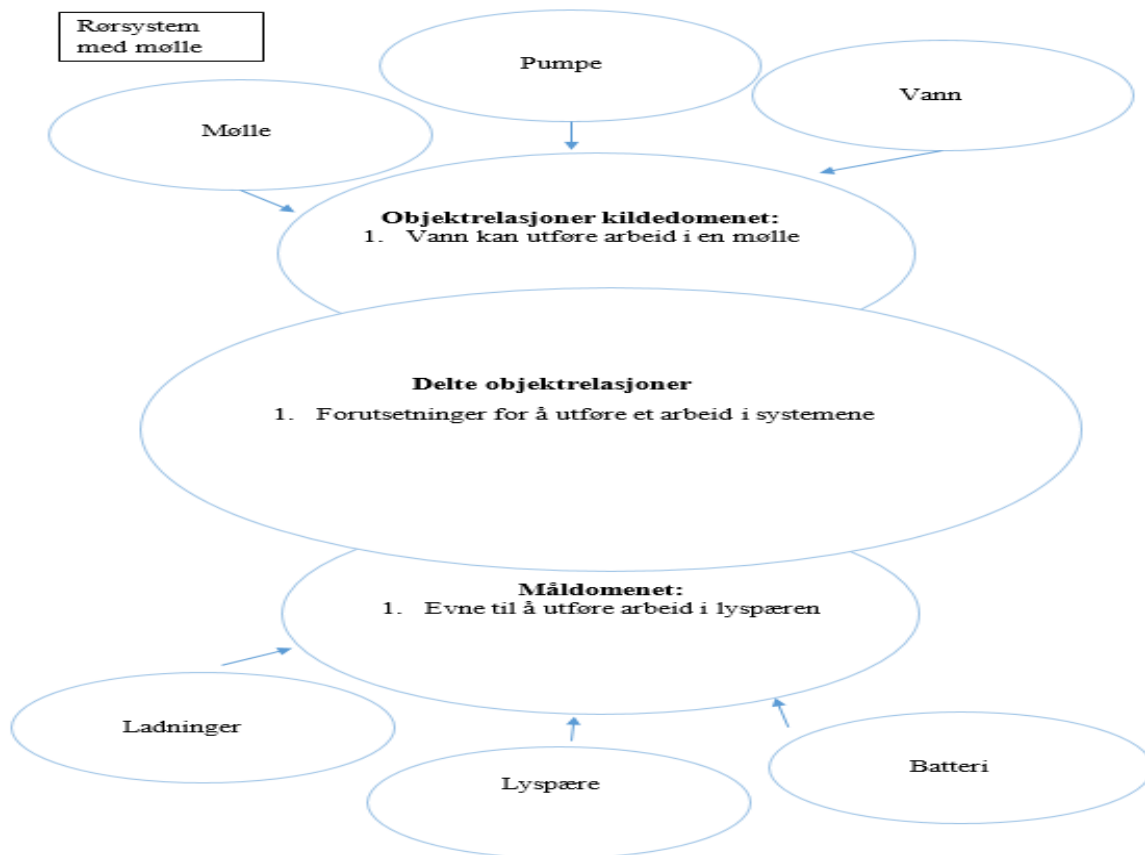 Rørsystem
med mølle
Pumpe
Vann
Mølle
Objektrelasjoner kildedomenet:
1. Vann kan utføre arbeid i en mølle
Delte objektrelasjoner
1. Forutsetninger for å utføre et arbeid i systemene
Måldomenet:
1. Evne til å utføre arbeid i lyspæren
Ladninger
Lyspære
Batteri